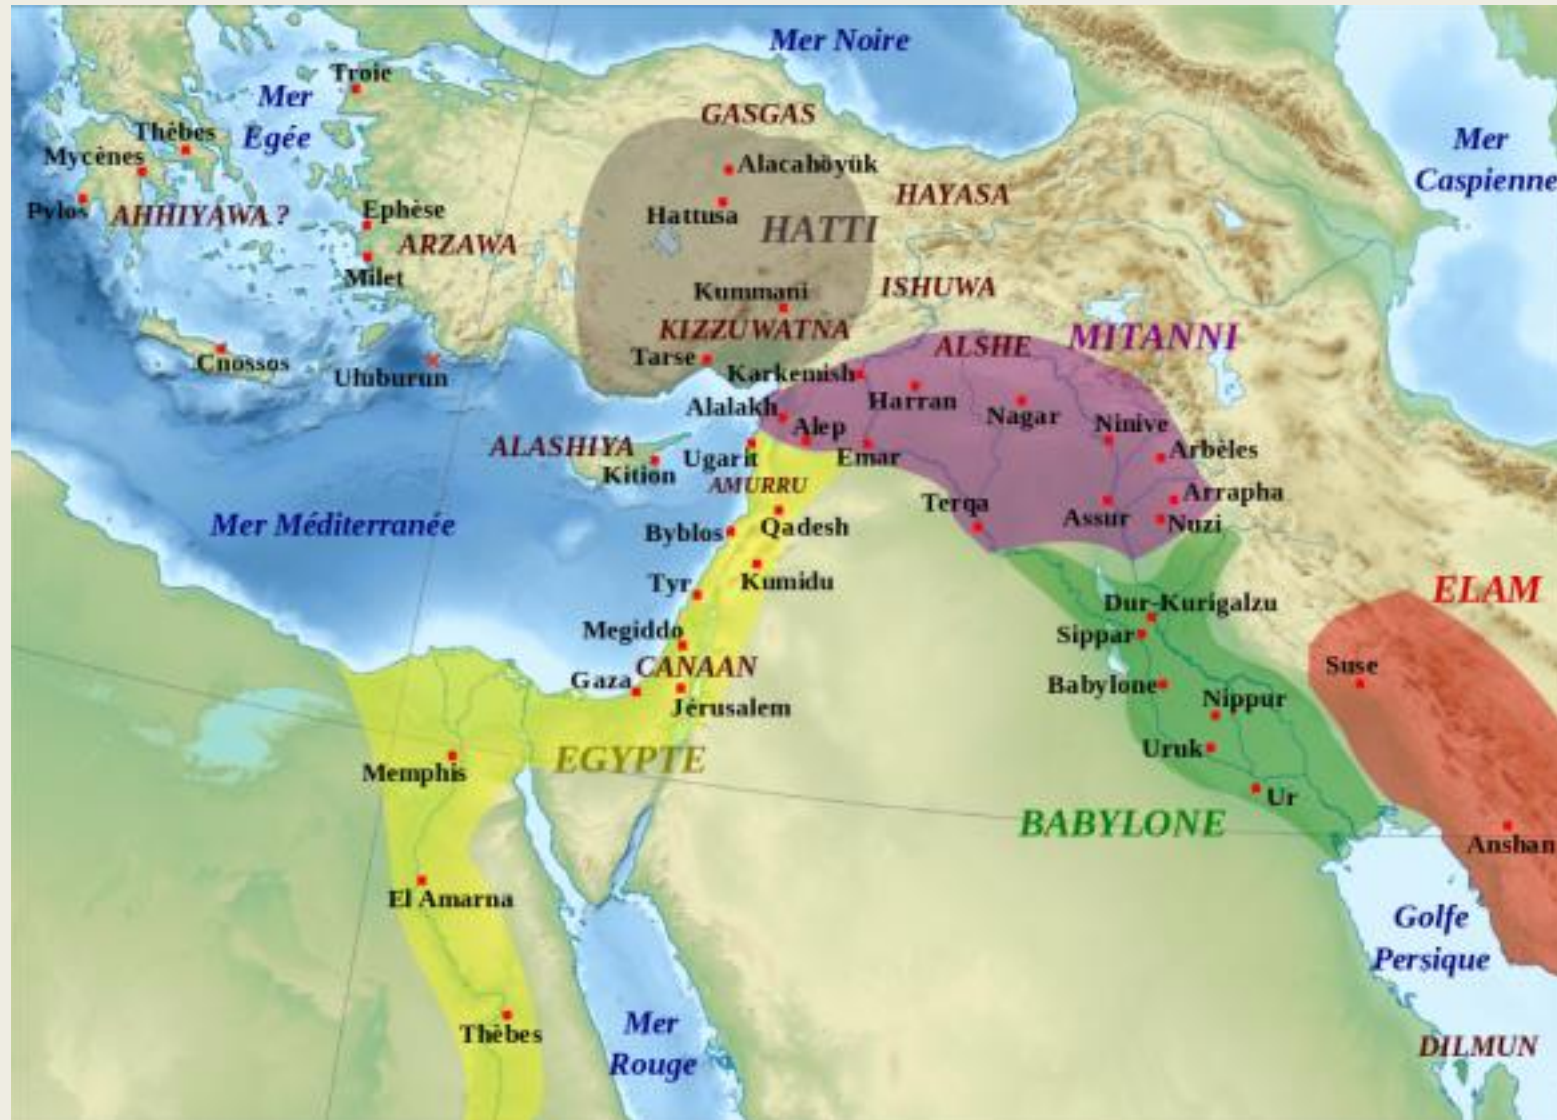 Mer Noire
Troie
Mer
Egée
GASGAS
Thèbes
Mycènes
Mer
Caspienne
Alacahöyük
HAYASA
Pylos
AHHIYAWA ?
Ephèse
Hattusa
HATTI
ARZAWA
Milet
Kummani
ISHUWA
KIZZUWATNA
MITANNI
ALSHE
Tarse
Cnossos
Uluburun
Karkemish
Harran
Alalakh
Nagar
Alep
Ninive
ALASHIYA
Ugarit
Emar
Arbèles
Kition
AMURRU
Arrapha
Terqa
Assur
Nuzi
Mer Méditerranée
Byblos
Qadesh
Tyr
Kumidu
ELAM
Dur-Kurigalzu
Megiddo
Sippar
CANAAN
Suse
Gaza
Babylone
Jérusalem
Nippur
Uruk
EGYPTE
Memphis
Ur
BABYLONE
Anshan
El Amarna
Golfe
Persique
Thèbes
Mer
Rouge
DILMUN